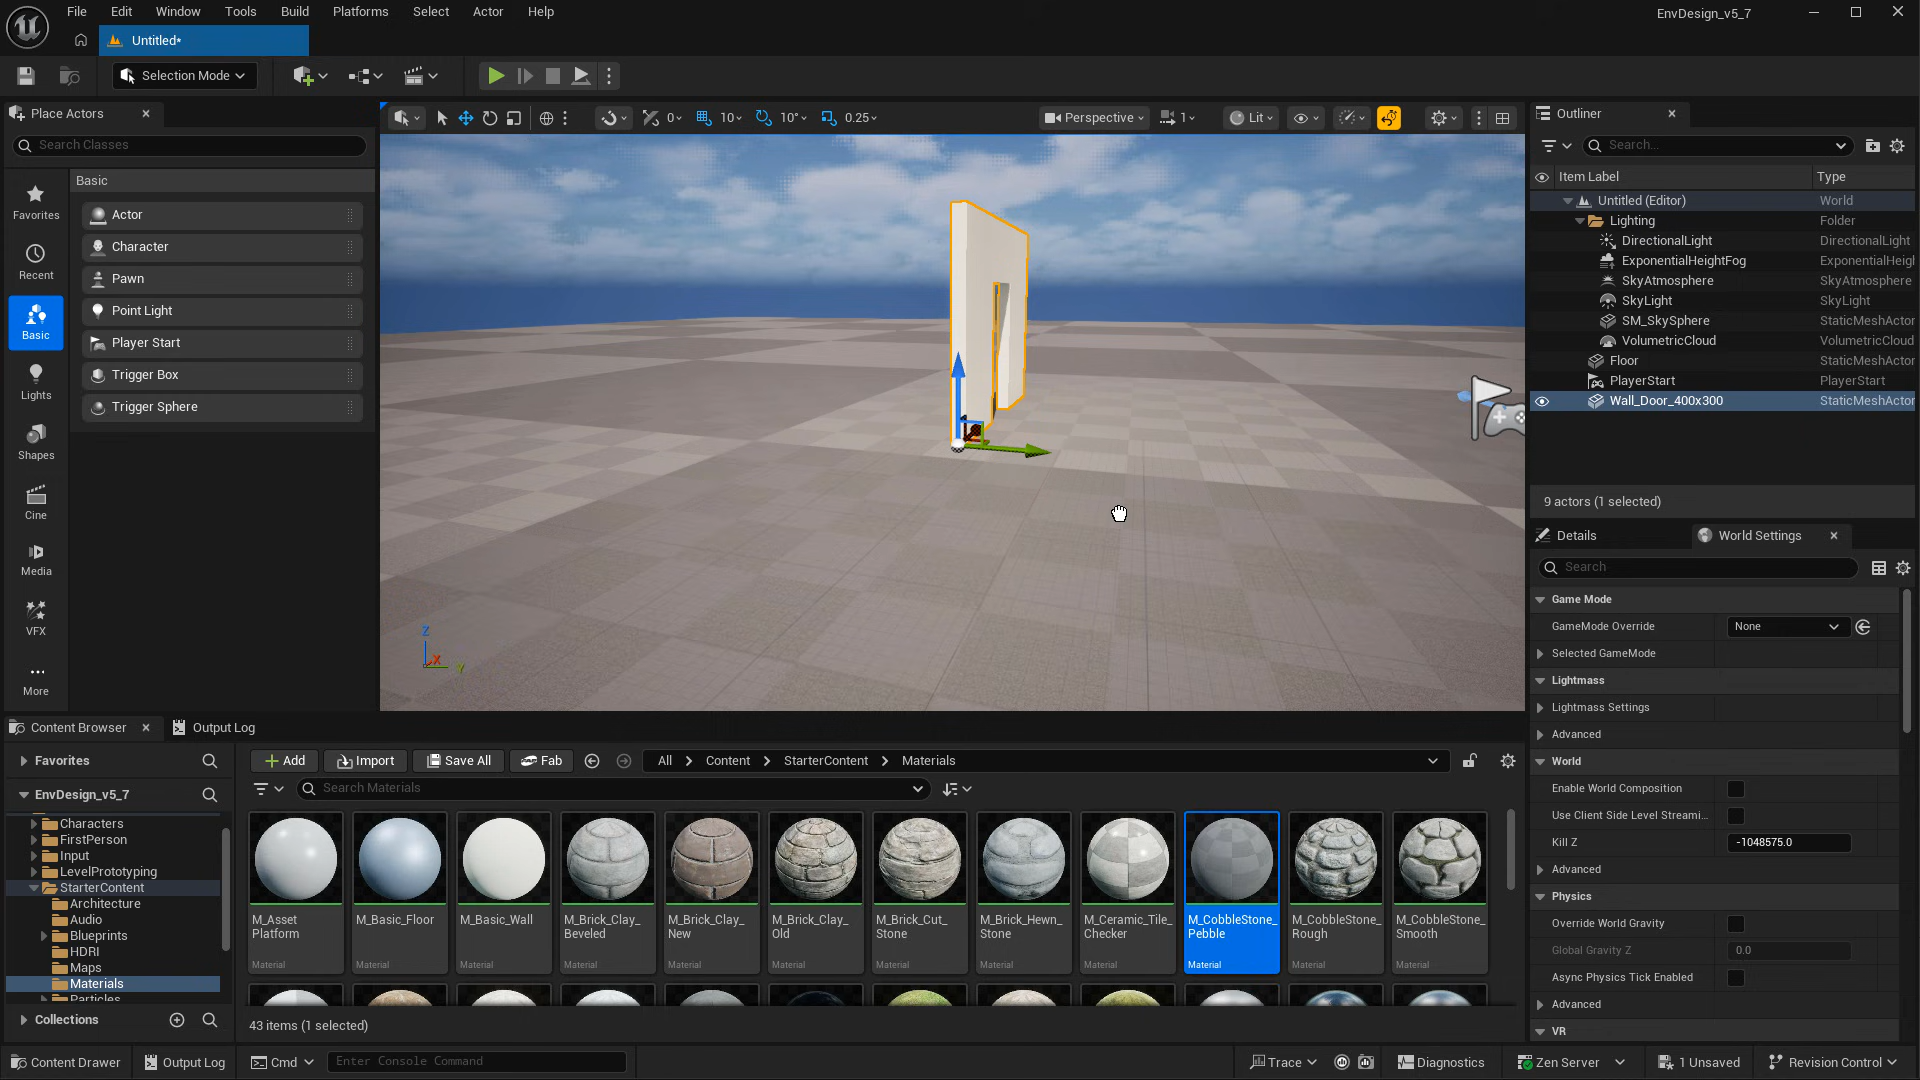 File Edit Window Tools Build Platforms Select Actor Help
EnvDesign_v5_7
Untitled*
Selection Mode
Place Actors
Search Classes
Basic
Favorites
Recent
Basic
Lights
Shapes
Cine
Media
VFX
More
Actor
Character
Pawn
Point Light
Player Start
Trigger Box
Trigger Sphere
0 10 10° 0.25
Perspective 1 Lit
Z
X
Y
Outliner
Search...
Item Label Type
Untitled (Editor) World
Lighting Folder
DirectionalLight DirectionalLight
ExponentialHeightFog ExponentialHeigl
SkyAtmosphere SkyAtmosphere
SkyLight SkyLight
SM_SkySphere StaticMeshActor
VolumetricCloud VolumetricCloud
Floor StaticMeshActor
PlayerStart PlayerStart
Wall_Door_400x300 StaticMeshActor
9 actors (1 selected)
Details World Settings
Search
Game Mode
GameMode Override None
Selected GameMode
Lightmass
Lightmass Settings
Advanced
World
Enable World Composition
Use Client Side Level Streami...
Kill Z -1048575.0
Advanced
Physics
Override World Gravity
Global Gravity Z 0.0
Async Physics Tick Enabled
Advanced
VR
Content Browser Output Log
Favorites
EnvDesign_v5_7
Characters
FirstPerson
Input
LevelPrototyping
StarterContent
Architecture
Audio
Blueprints
HDRI
Maps
Materials
Particles
Collections
Add Import Save All Fab All Content StarterContent Materials
Search Materials
M_Asset Platform Material
M_Basic_Floor Material
M_Basic_Wall Material
M_Brick_Clay_ Beveled Material
M_Brick_Clay_ New Material
M_Brick_Clay_ Old Material
M_Brick_Cut_ Stone Material
M_Brick_Hewn_ Stone Material
M_Ceramic_Tile_ Checker Material
M_CobbleStone_ Pebble Material
M_CobbleStone_ Rough Material
M_CobbleStone_ Smooth Material
43 items (1 selected)
Content Drawer Output Log Cmd Enter Console Command Trace Diagnostics Zen Server 1 Unsaved Revision Control